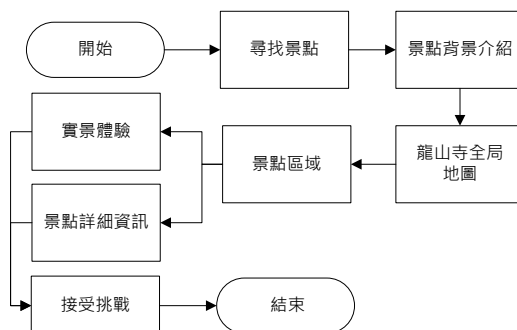 開始
尋找景點
景點背景介紹
龍山寺全局
地圖
景點區域
實景體驗
景點詳細資訊
接受挑戰
結束